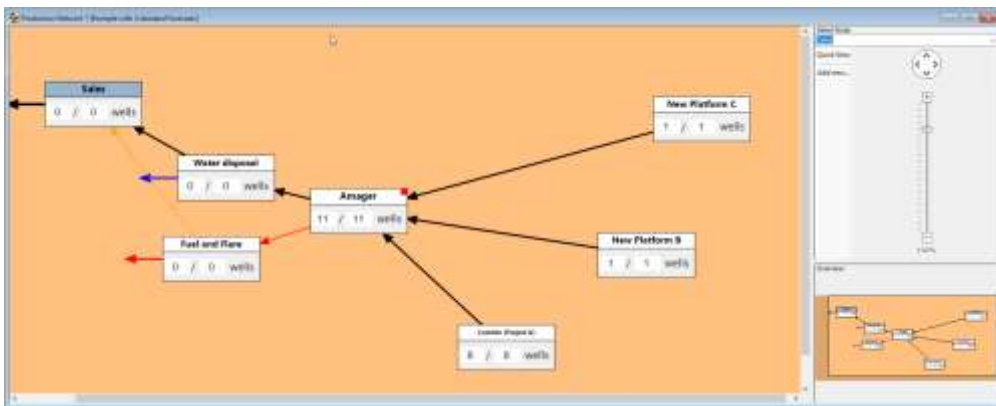 Sales
0 / 0 wells
New Platform C
1 / 1 wells
Water disposal
0 / 0 wells
Amager
11 / 11 wells
Fuel and Flare
0 / 0 wells
New Platform B
1 / 1 wells
8 / 8 wells
Overview